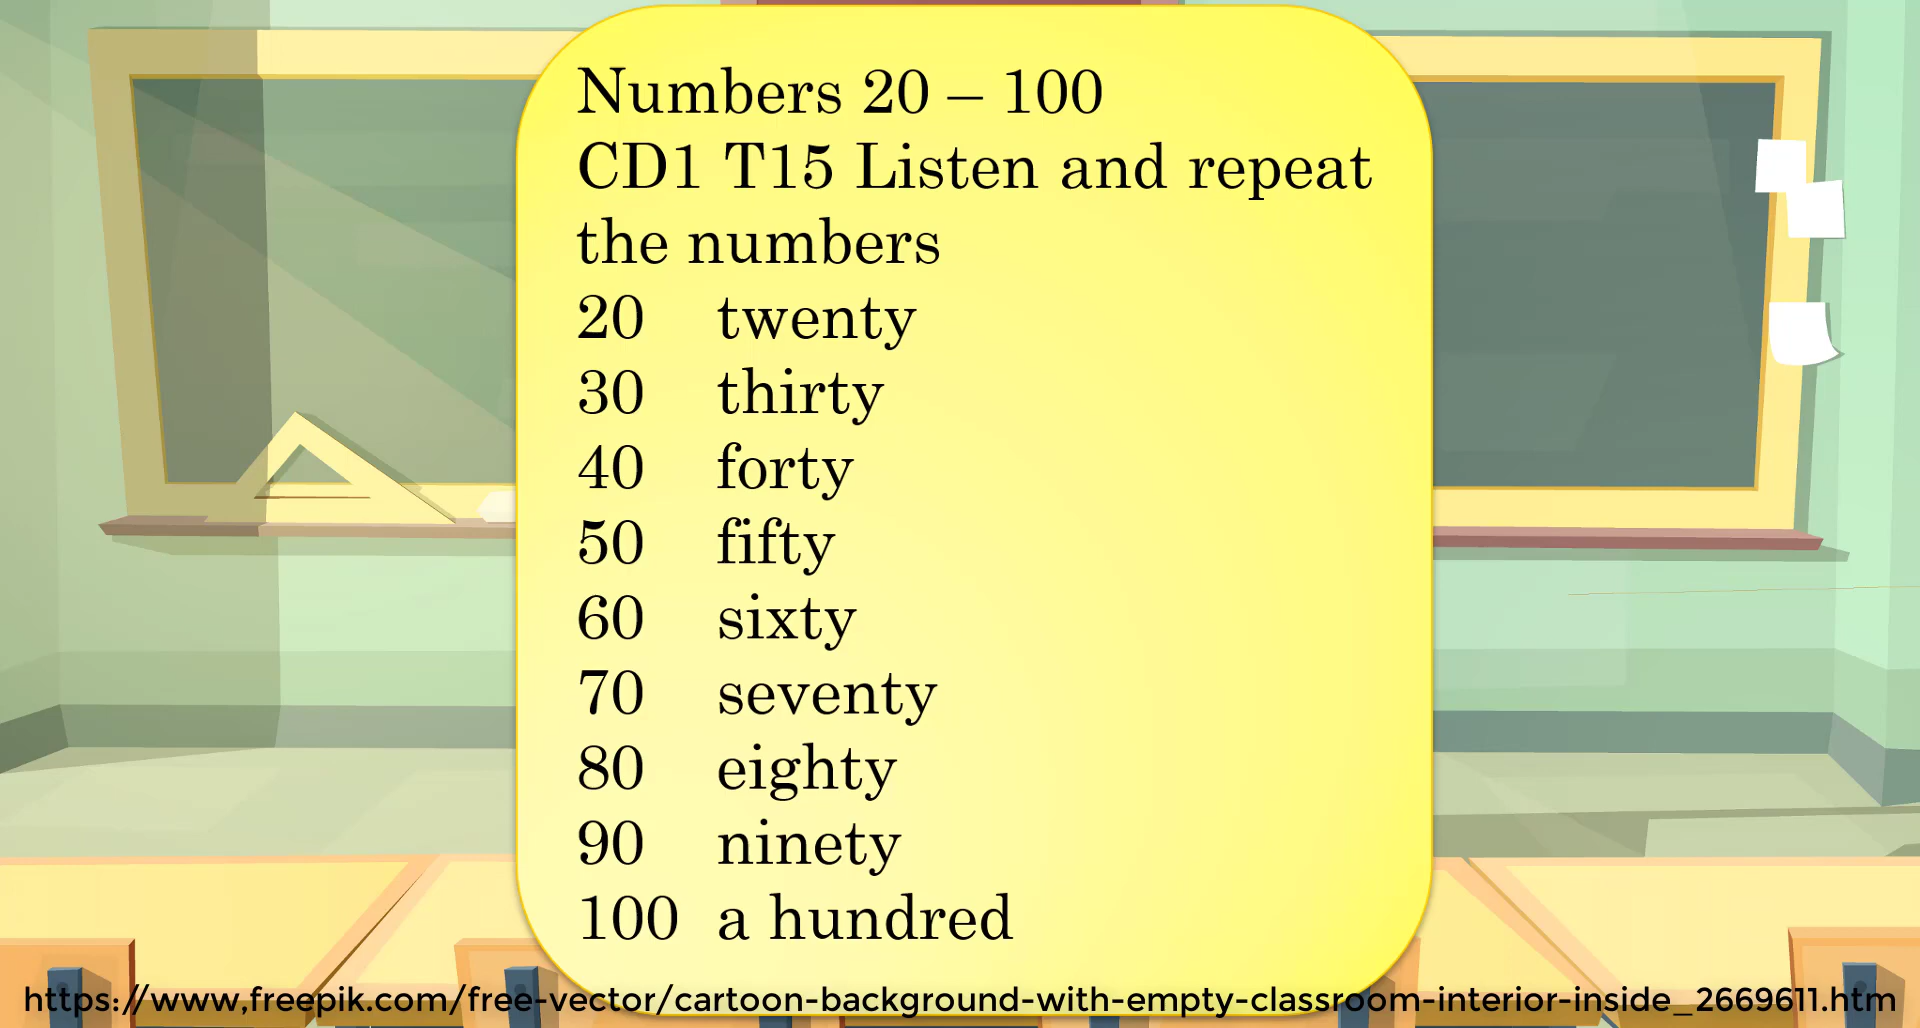 Numbers 20 – 100
CD1 T15 Listen and repeat
the numbers
20 twenty
30 thirty
40 forty
50 fifty
60 sixty
70 seventy
80 eighty
90 ninety
100 a hundred
https://www,freepik.com/free-vector/cartoon-background-with-empty-classroom-interior-inside_2669611.htm